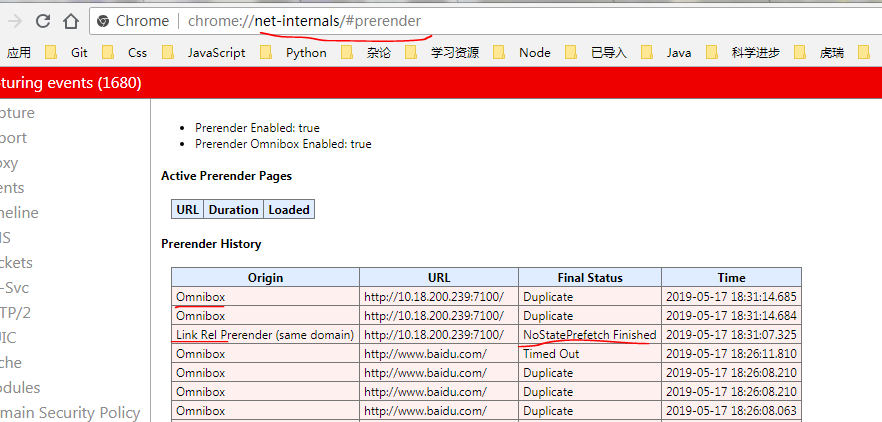 Chrome | chrome://net-internals/#prerender
应用 Git Css JavaScript Python 杂论 学习资源 Node 已导入 Java 科学进步 虎瑞
turing events (1680)
pture
port
oxy
ents
meline
NS
ckets
-Svc
TP/2
UIC
che
odules
main Security Policy
Prerender Enabled: true
Prerender Omnibox Enabled: true
Active Prerender Pages
URL Duration Loaded
Prerender History
Origin URL Final Status Time
Omnibox http://10.18.200.239:7100/ Duplicate 2019-05-17 18:31:14.685
Omnibox http://10.18.200.239:7100/ Duplicate 2019-05-17 18:31:14.684
Link Rel Prerender (same domain) http://10.18.200.239:7100/ NoStatePrefetch Finished 2019-05-17 18:31:07.325
Omnibox http://www.baidu.com/ Timed Out 2019-05-17 18:26:11.810
Omnibox http://www.baidu.com/ Duplicate 2019-05-17 18:26:08.210
Omnibox http://www.baidu.com/ Duplicate 2019-05-17 18:26:08.210
Omnibox http://www.baidu.com/ Duplicate 2019-05-17 18:26:08.063